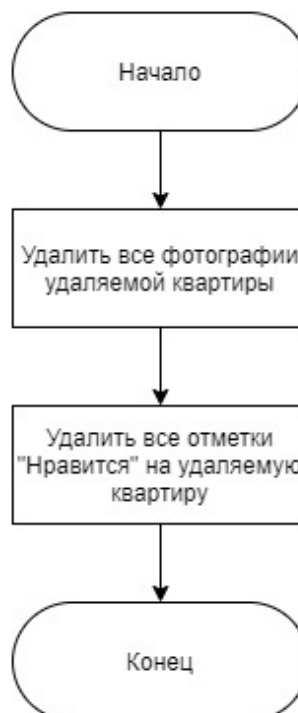 Начало
Удалить все фотографии
удаляемой квартиры
Удалить все отметки
"Нравится" на удаляемую
квартиру
Конец